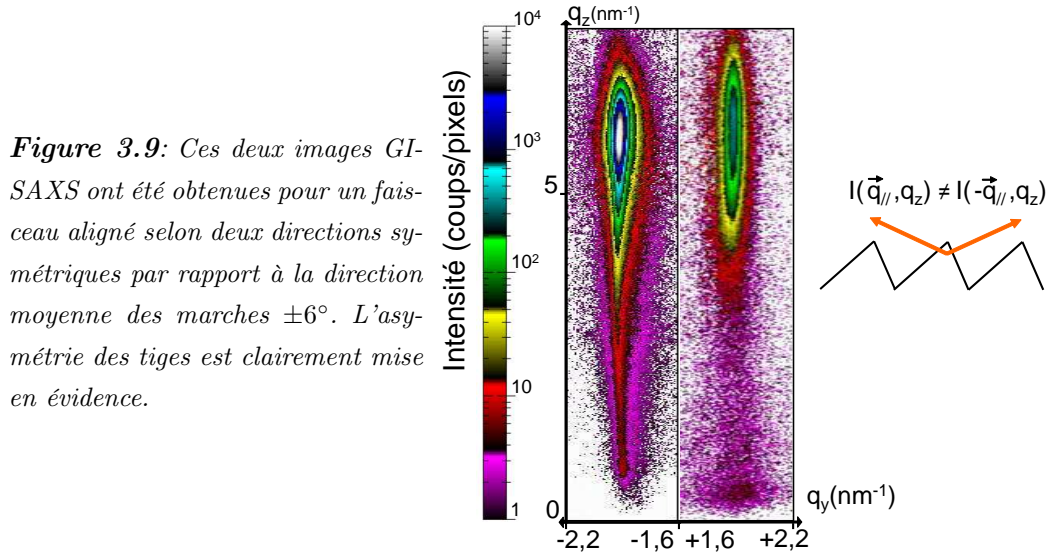 Figure 3.9: Ces deux images GI-
SAXS ont été obtenues pour un fais-
ceau aligné selon deux directions sy-
métriques par rapport à la direction
moyenne des marches ±6°. L'asy-
métrie des tiges est clairement mise
en évidence.
Intensité (coups/pixels)
10⁴
10³
10²
10
1
q_z(nm⁻¹)
5
0
-2,2
-1,6
+1,6
+2,2
q_y(nm⁻¹)
I(q⃗_//,q_z) ≠ I(-q⃗_//,q_z)